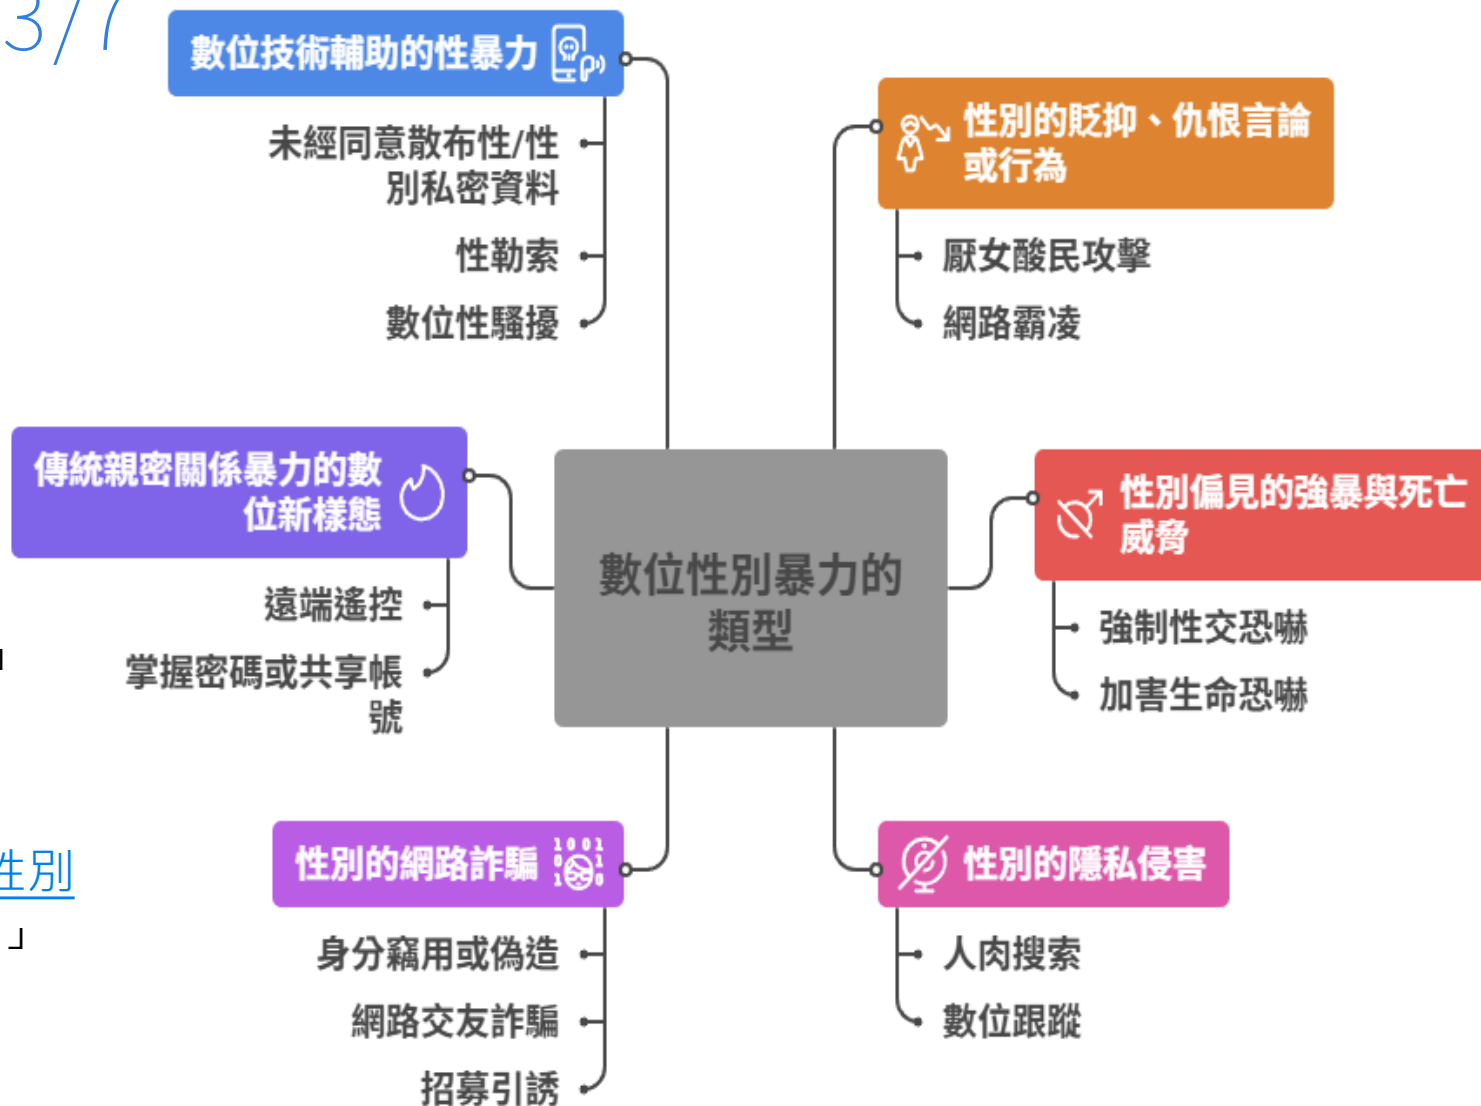 3/7
數位技術輔助的性暴力
未經同意散布性/性
別私密資料
性勒索
數位性騷擾
性別的貶抑、仇恨言論
或行為
厭女酸民攻擊
網路霸凌
傳統親密關係暴力的數
位新樣態
遠端遙控
掌握密碼或共享帳
號
數位性別暴力的
類型
性別偏見的強暴與死亡
威脅
強制性交恐嚇
加害生命恐嚇
性別
」
性別的網路詐騙
1001
0 1
1 0
身分竊用或偽造
網路交友詐騙
招募引誘
性別的隱私侵害
人肉搜索
數位跟蹤